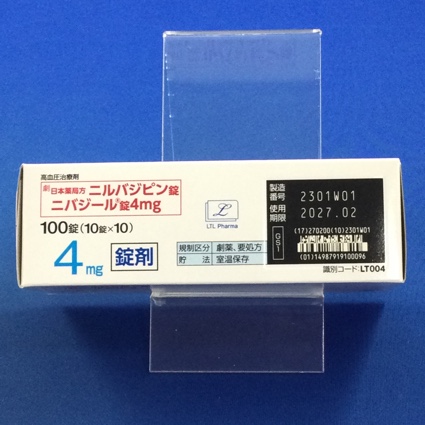 高血圧治療剤
劇 日本薬局方 ニルバジピン錠
ニバジール®錠4mg
100錠(10錠×10)
4mg 錠剤
LTL Pharma
規制区分 劇薬、要処方
貯 法 室温保存
製造番号 2301W01
使用期限 2027.02
GS1
(17)270200(10)2301W01
(01)14987919100096
識別コード:LT004